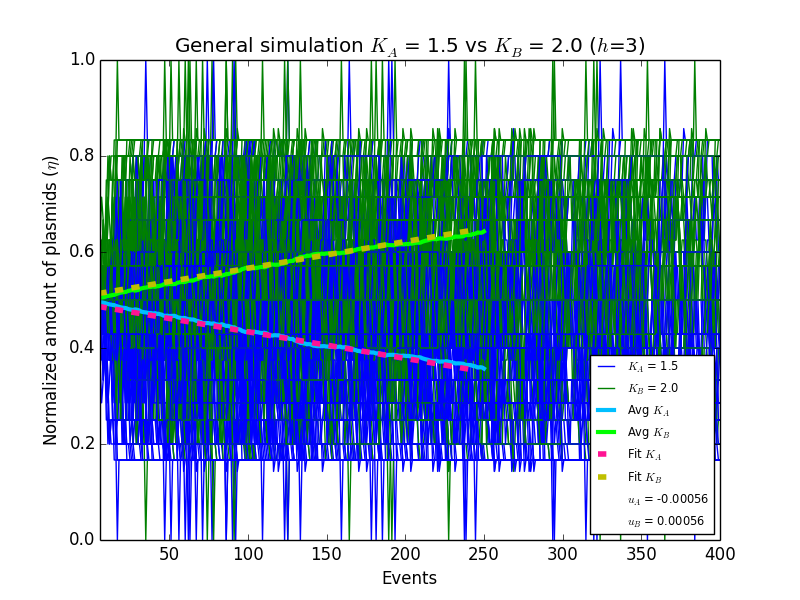 General simulation K_A = 1.5 vs K_B = 2.0 (h=3)
Normalized amount of plasmids (η)
1.0
0.8
0.6
0.4
0.2
0.0
K_A = 1.5
K_B = 2.0
Avg K_A
Avg K_B
Fit K_A
Fit K_B
u_A = -0.00056
u_B = 0.00056
50 100 150 200 250 300 350 400
Events